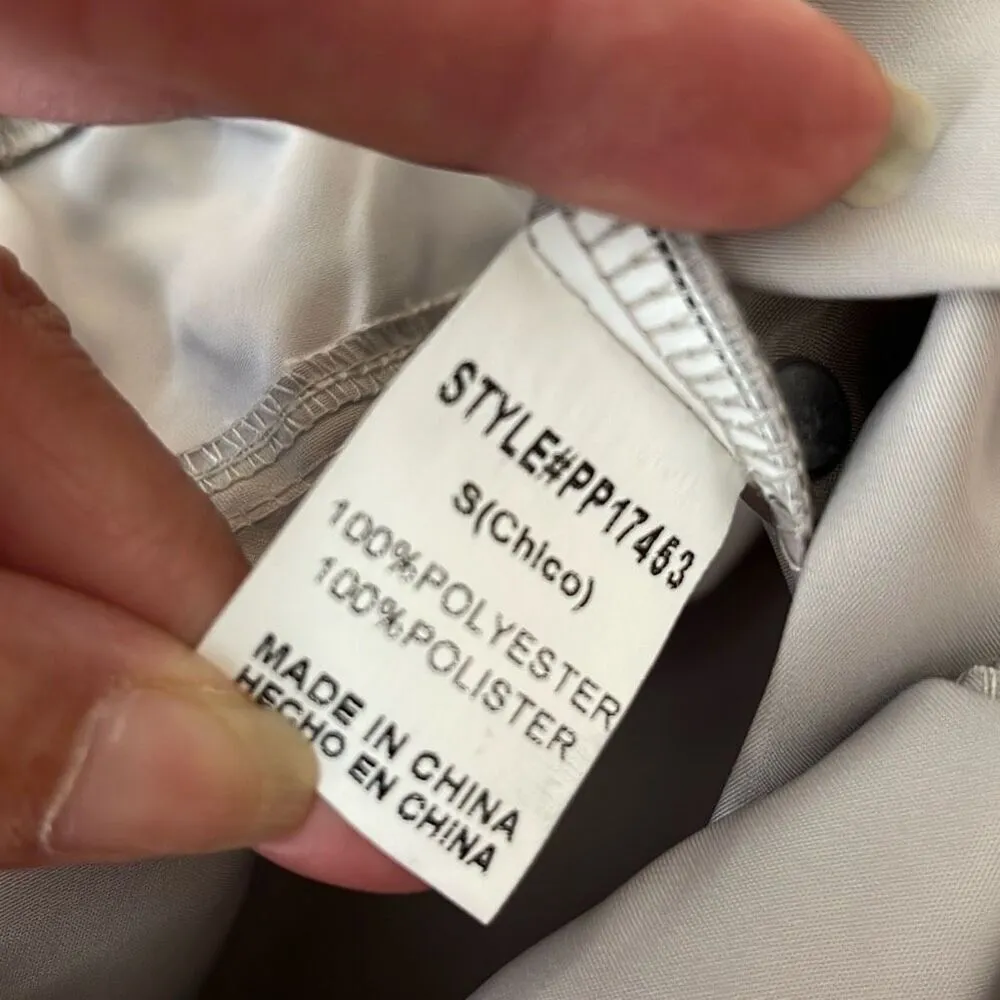 STYLE#PP17453
S(Chico)
100%POLYESTER
100%POLISTER
MADE IN CHINA
HECHO EN CHINA